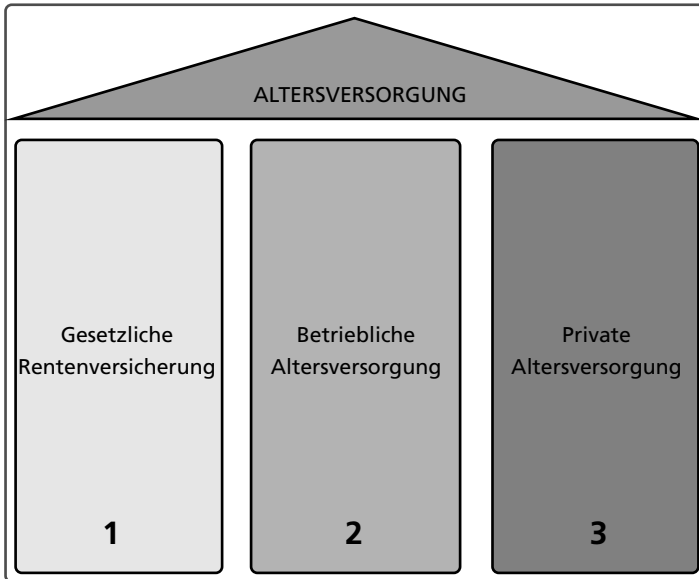 ALTERSVERSORGUNG
Gesetzliche
Rentenversicherung
1
Betriebliche
Altersversorgung
2
Private
Altersversorgung
3